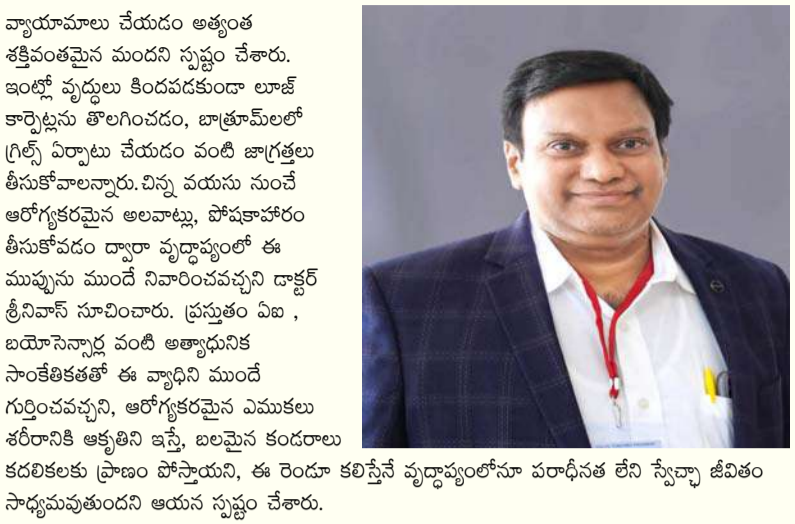 వ్యాయామాలు చేయడం అత్యంత
శక్తివంతమైన మందని స్పష్టం చేశారు.
ఇంట్లో వృద్ధులు కిందపడకుండా లూజ్
కార్పెట్లను తొలగించడం, బాత్రూమ్‌లలో
గ్రిల్స్ ఏర్పాటు చేయడం వంటి జాగ్రత్తలు
తీసుకోవాలన్నారు.చిన్న వయసు నుంచే
ఆరోగ్యకరమైన అలవాట్లు, పోషకాహారం
తీసుకోవడం ద్వారా వృద్ధాప్యంలో ఈ
ముప్పును ముందే నివారించవచ్చని డాక్టర్
శ్రీనివాస్ సూచించారు. ప్రస్తుతం ఏఐ ,
బయోసెన్సార్ల వంటి అత్యాధునిక
సాంకేతికతతో ఈ వ్యాధిని ముందే
గుర్తించవచ్చని, ఆరోగ్యకరమైన ఎముకలు
శరీరానికి ఆకృతిని ఇస్తే, బలమైన కండరాలు
కదలికలకు ప్రాణం పోస్తాయని, ఈ రెండూ కలిస్తేనే వృద్ధాప్యంలోనూ పరాధీనత లేని స్వేచ్ఛా జీవితం
సాధ్యమవుతుందని ఆయన స్పష్టం చేశారు.